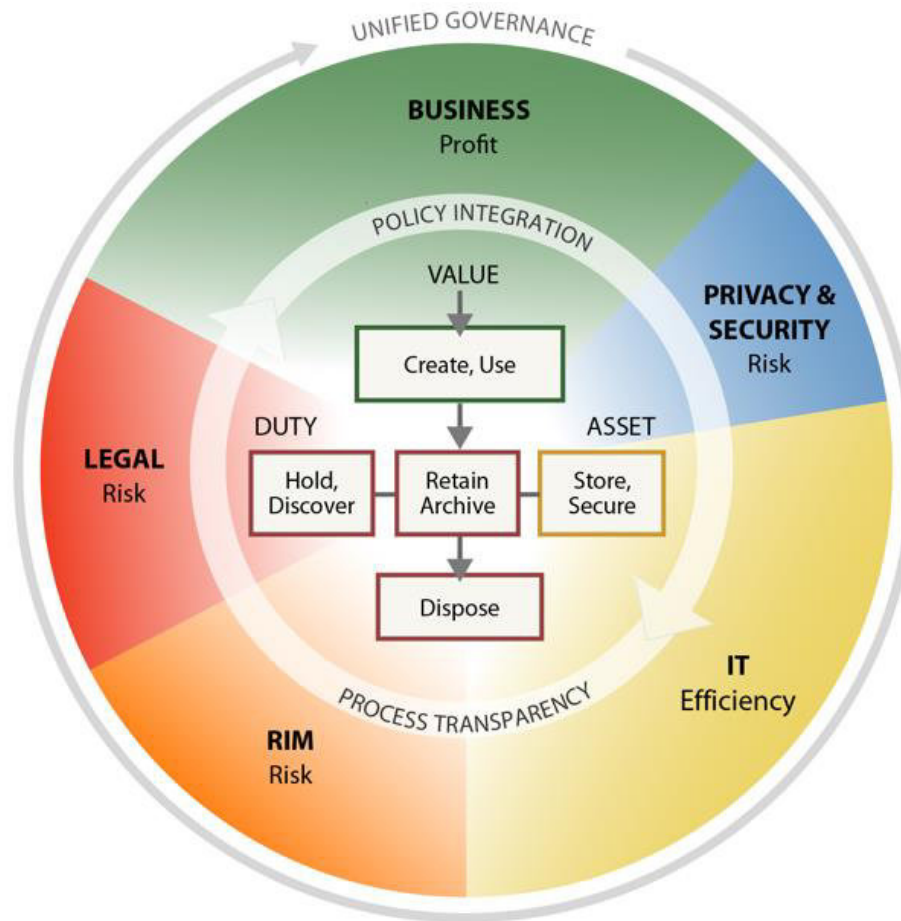 UNIFIED GOVERNANCE
BUSINESS
Profit
POLICY INTEGRATION
VALUE
PRIVACY &
SECURITY
Risk
Create, Use
DUTY
ASSET
LEGAL
Risk
Hold,
Discover
Retain
Archive
Store,
Secure
Dispose
IT
Efficiency
PROCESS TRANSPARENCY
RIM
Risk